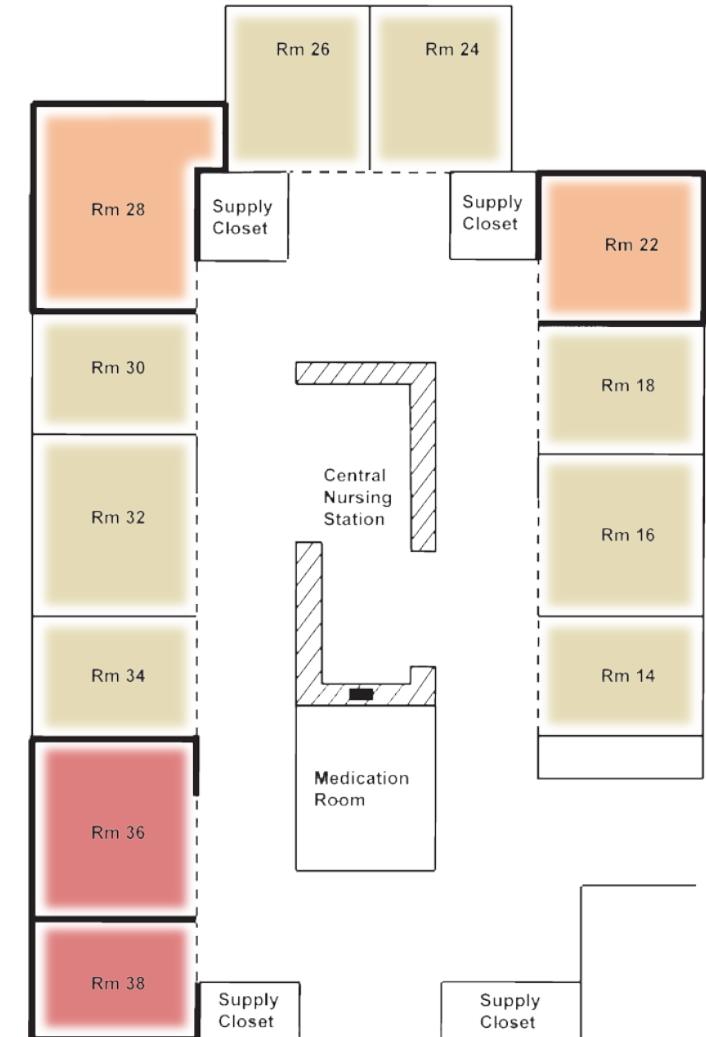 Rm 26
Rm 24
Rm 28
Supply
Closet
Supply
Closet
Rm 22
Rm 30
Rm 18
Central
Nursing
Station
Rm 32
Rm 16
Rm 34
Rm 14
Medication
Room
Rm 36
Rm 38
Supply
Closet
Supply
Closet